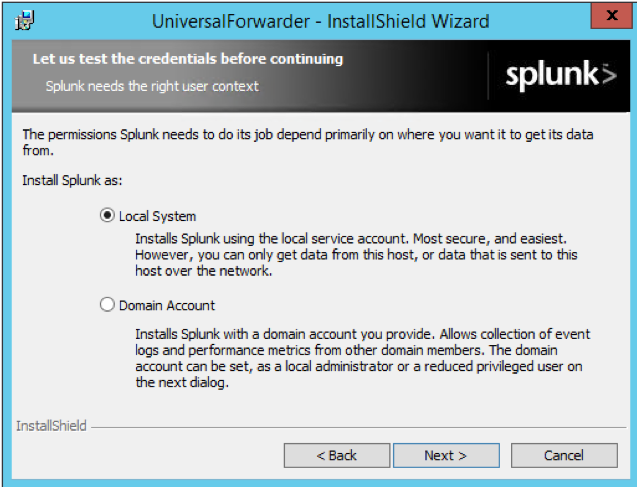 UniversalForwarder - InstallShield Wizard
x
Let us test the credentials before continuing
Splunk needs the right user context
splunk>
The permissions Splunk needs to do its job depend primarily on where you want it to get its data
from.
Install Splunk as:
Local System
Installs Splunk using the local service account. Most secure, and easiest.
However, you can only get data from this host, or data that is sent to this
host over the network.
Domain Account
Installs Splunk with a domain account you provide. Allows collection of event
logs and performance metrics from other domain members. The domain
account can be set, as a local administrator or a reduced privileged user on
the next dialog.
InstallShield
< Back
Next >
Cancel